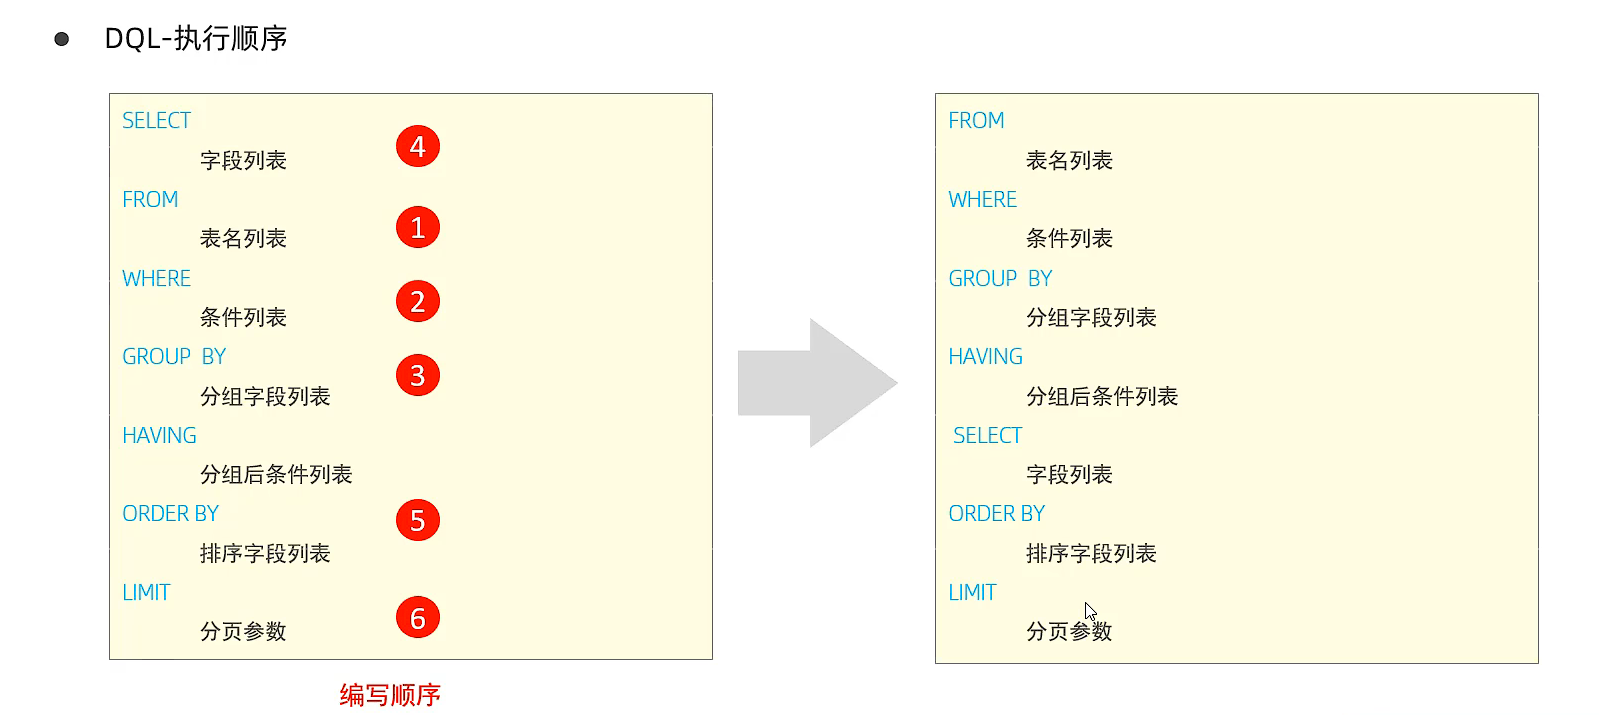 ● DQL-执行顺序
SELECT
字段列表
4
FROM
表名列表
1
WHERE
条件列表
2
GROUP BY
分组字段列表
3
HAVING
分组后条件列表
ORDER BY
排序字段列表
5
LIMIT
分页参数
6
编写顺序
FROM
表名列表
WHERE
条件列表
GROUP BY
分组字段列表
HAVING
分组后条件列表
SELECT
字段列表
ORDER BY
排序字段列表
LIMIT
分页参数